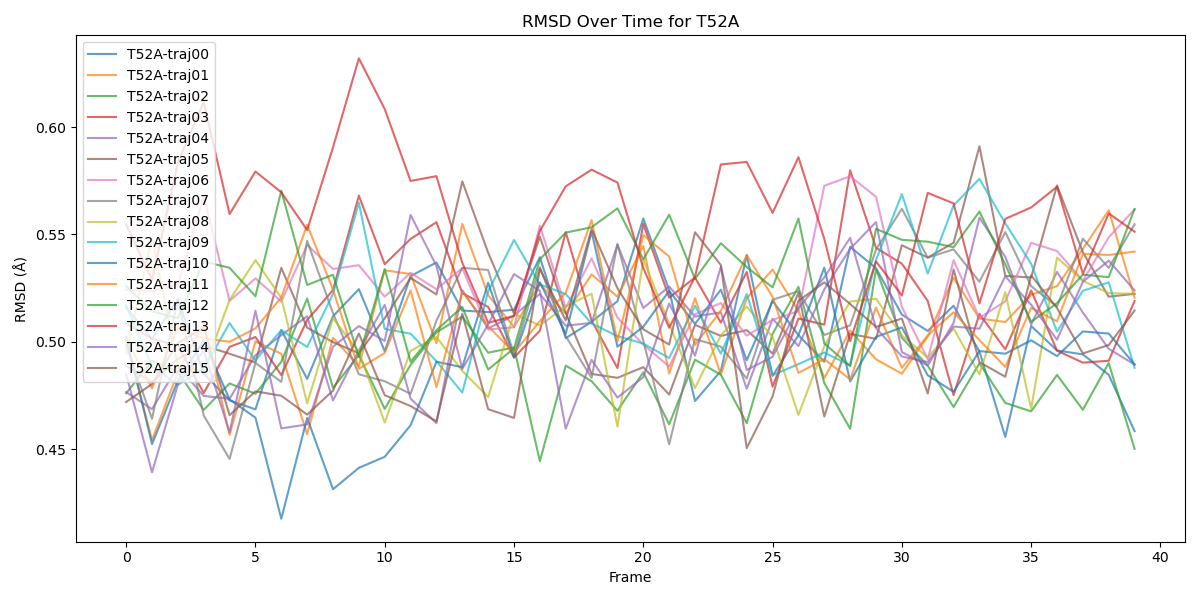 RMSD Over Time for T52A
T52A-traj00
T52A-traj01
T52A-traj02
T52A-traj03
T52A-traj04
T52A-traj05
T52A-traj06
T52A-traj07
T52A-traj08
T52A-traj09
T52A-traj10
T52A-traj11
T52A-traj12
T52A-traj13
T52A-traj14
T52A-traj15
RMSD (Å)
0.60
0.55
0.50
0.45
0 5 10 15 20 25 30 35 40
Frame